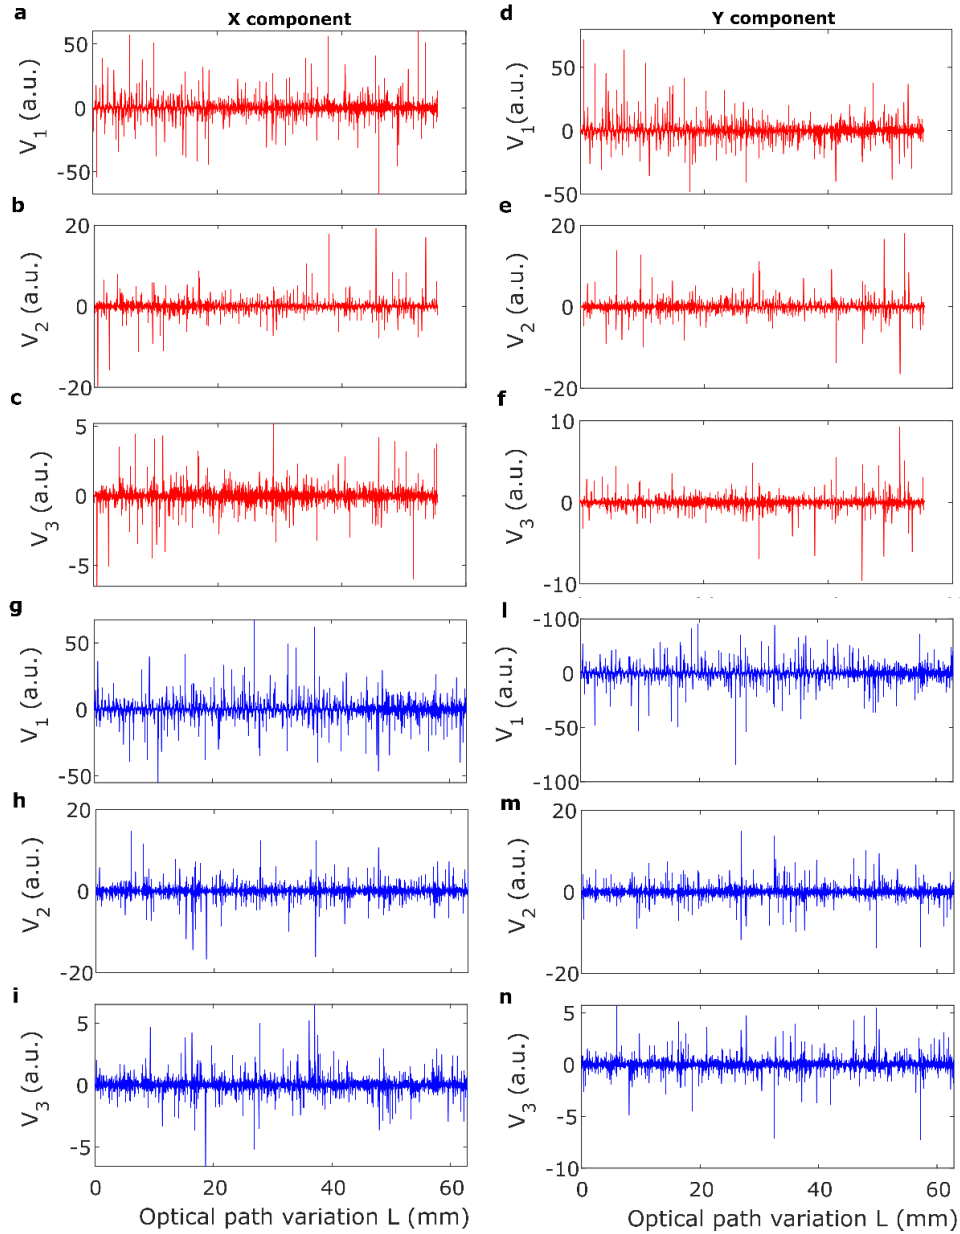 a
X component
50
0
-50
V1 (a.u.)
b
20
0
-20
V2 (a.u.)
c
5
0
-5
V3 (a.u.)
d
Y component
50
0
-50
V1(a.u.)
e
20
0
-20
V2 (a.u.)
f
10
0
-10
V3 (a.u.)
g
50
0
-50
V1 (a.u.)
h
20
0
-20
V2 (a.u.)
i
5
0
-5
V3 (a.u.)
0 20 40 60
Optical path variation L (mm)
l
-100
0
-50
-100
V1 (a.u.)
m
20
0
-20
V2 (a.u.)
n
5
0
-5
-10
V3 (a.u.)
0 20 40 60
Optical path variation L (mm)